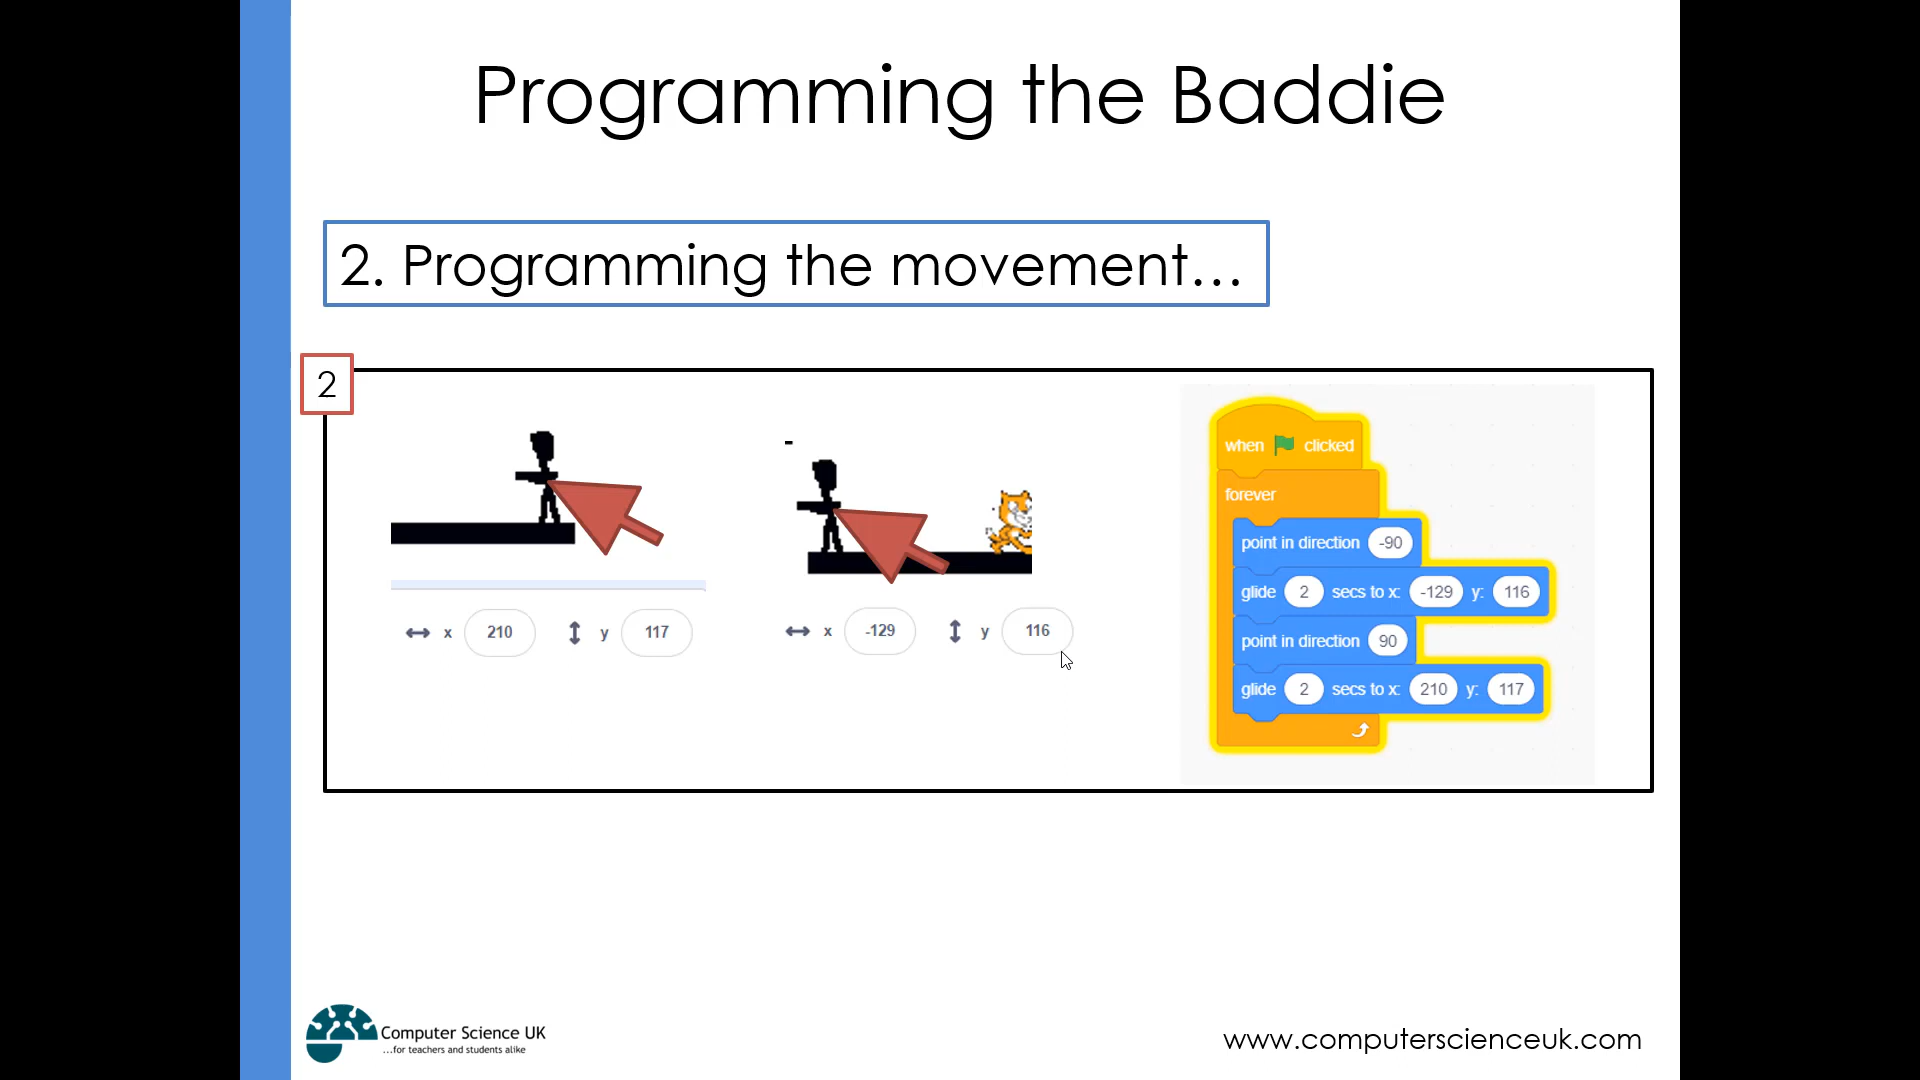 Programming the Baddie
2. Programming the movement...
2
x 210 y 117
x -129 y 116
when clicked
forever
point in direction -90
glide 2 secs to x: -129 y: 116
point in direction 90
glide 2 secs to x: 210 y: 117
Computer Science UK
...for teachers and students alike
www.computerscienceuk.com